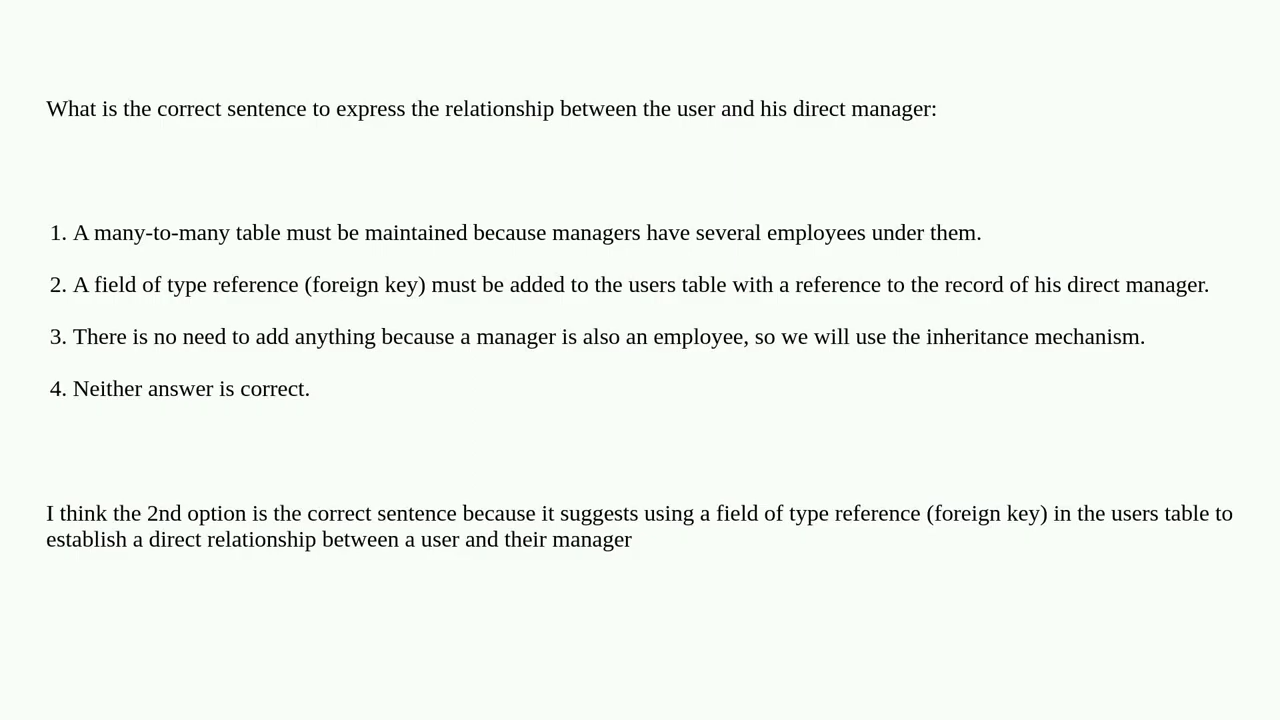 What is the correct sentence to express the relationship between the user and his direct manager:
1. A many-to-many table must be maintained because managers have several employees under them.
2. A field of type reference (foreign key) must be added to the users table with a reference to the record of his direct manager.
3. There is no need to add anything because a manager is also an employee, so we will use the inheritance mechanism.
4. Neither answer is correct.
I think the 2nd option is the correct sentence because it suggests using a field of type reference (foreign key) in the users table to
establish a direct relationship between a user and their manager